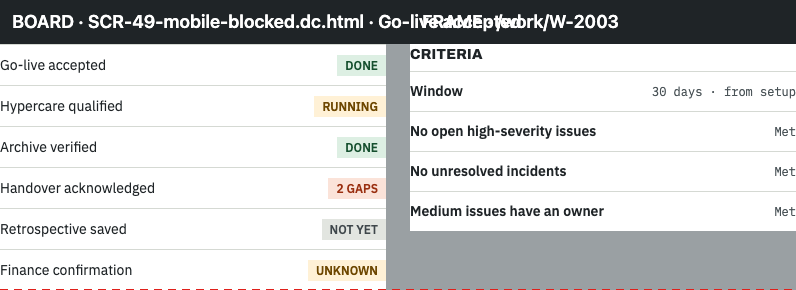 BOARD · SCR-49-mobile-blocked.dc.html · Go-live accepted
FRAME · /work/W-2003
Go-live accepted DONE
Hypercare qualified RUNNING
Archive verified DONE
Handover acknowledged 2 GAPS
Retrospective saved NOT YET
Finance confirmation UNKNOWN
CRITERIA
Window 30 days · from setup
No open high-severity issues Met
No unresolved incidents Met
Medium issues have an owner Met